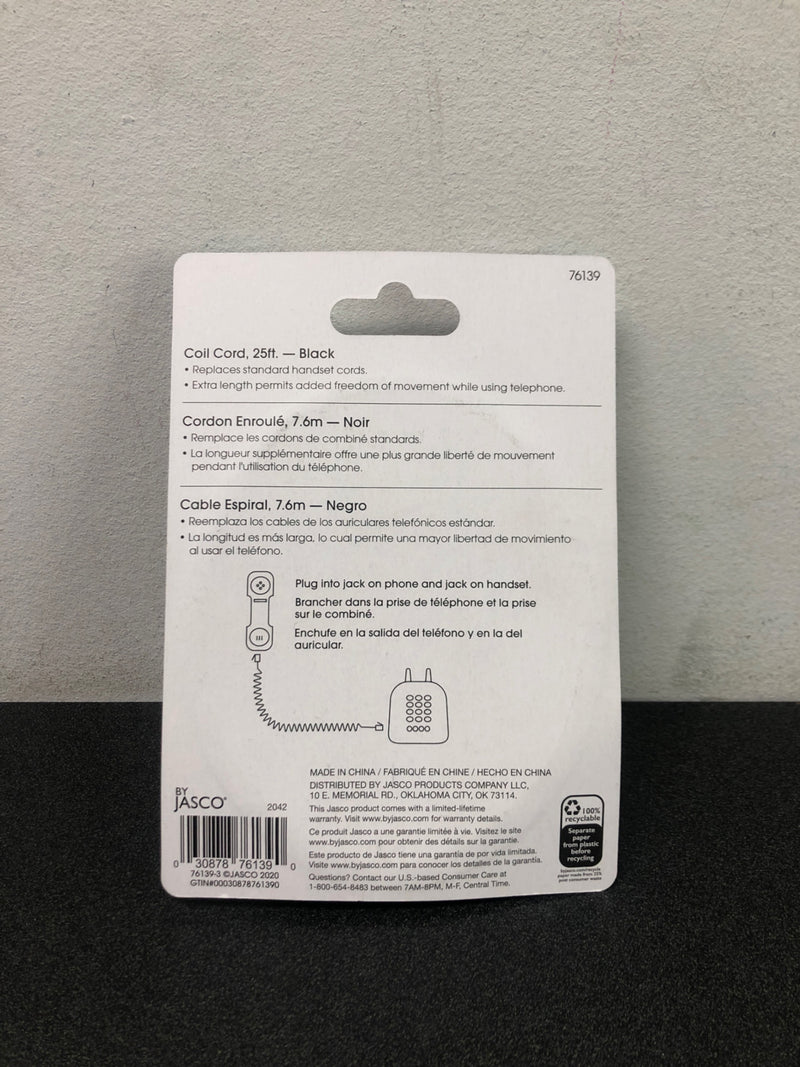 76139
Coil Cord, 25ft. — Black
• Replaces standard handset cords.
• Extra length permits added freedom of movement while using telephone.
Cordon Enroulé, 7.6m — Noir
• Remplace les cordons de combiné standards.
• La longueur supplémentaire offre une plus grande liberté de mouvement
pendant l'utilisation du téléphone.
Cable Espiral, 7.6m — Negro
• Reemplaza los cables de los auriculares telefónicos estándar.
• La longitud es más larga, lo cual permite una mayor libertad de movimiento
al usar el teléfono.
Plug into jack on phone and jack on handset.
Brancher dans la prise de téléphone et la prise
sur le combiné.
Enchufe en la salida del teléfono y en la del
auricular.
MADE IN CHINA / FABRIQUÉ EN CHINE / HECHO EN CHINA
DISTRIBUTED BY JASCO PRODUCTS COMPANY LLC,
10 E. MEMORIAL RD., OKLAHOMA CITY, OK 73114.
This Jasco product comes with a limited-lifetime
warranty. Visit www.byjasco.com for warranty details.
Ce produit Jasco a une garantie limitée à vie. Visitez le site
www.byjasco.com pour obtenir des détails sur la garantie.
Este producto de Jasco tiene una garantía de por vida limitada.
Visite www.byjasco.com para conocer los detalles de la garantía.
Questions? Contact our U.S.-based Consumer Care at
1-800-654-8483 between 7AM-8PM, M-F, Central Time.
BY
JASCO®
2042
0 30878 76139 0
76139-3 ©JASCO 2020
GTIN#00030878761390
100%
recyclable
Separate
paper
from plastic
before
recycling
byjasco.com/recycle
paper made from 35%
post consumer waste